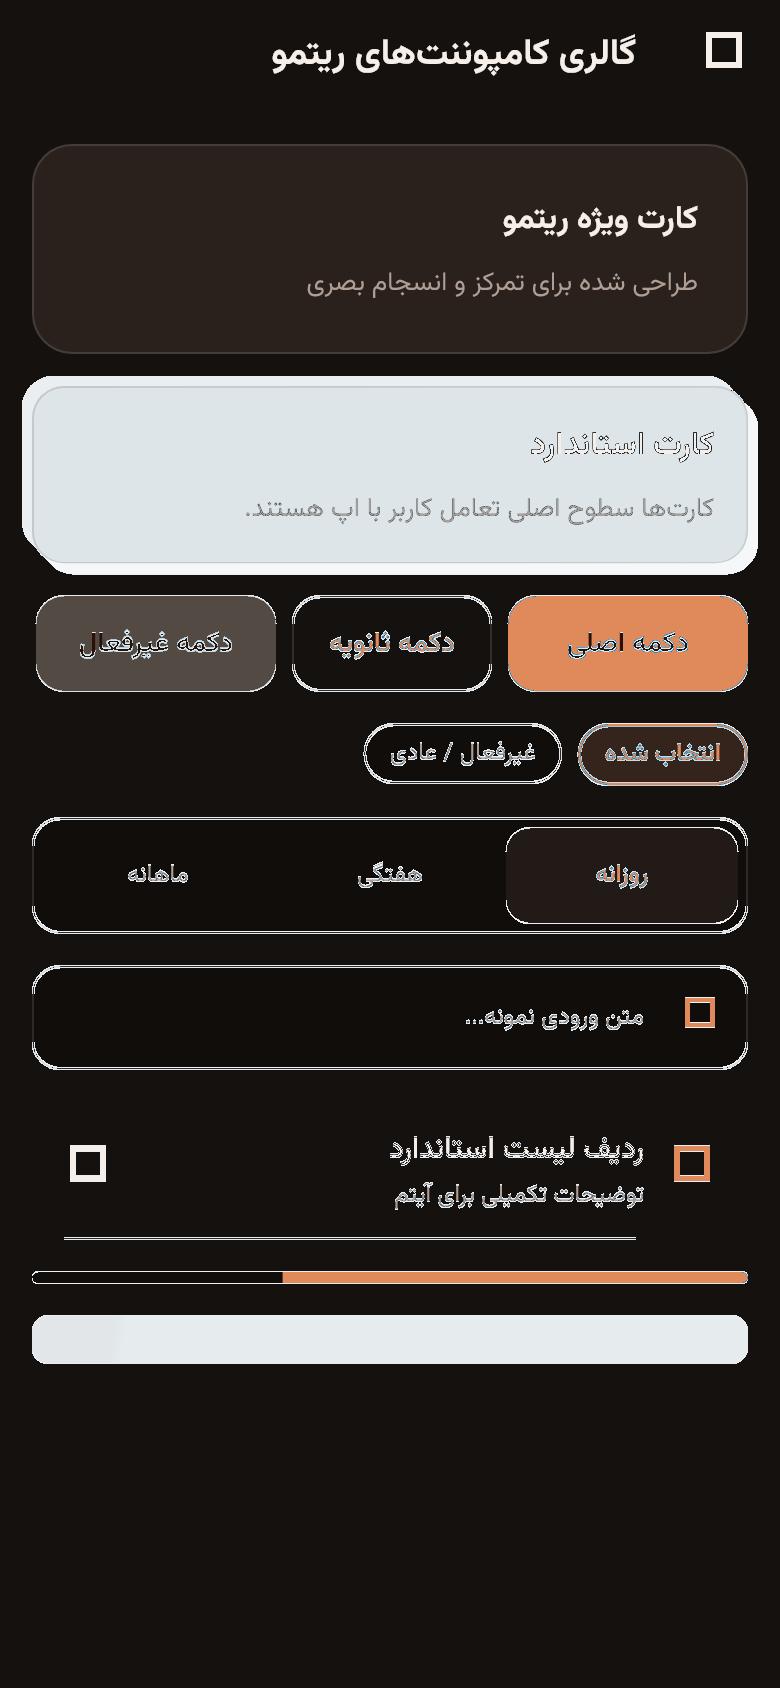 گالری کامپوننت‌های ریتمو
کارت ویژه ریتمو
طراحی شده برای تمرکز و انسجام بصری
کارت استاندارد
کارت‌ها سطوح اصلی تعامل کاربر با اپ هستند.
دکمه اصلی
دکمه ثانویه
دکمه غیرفعال
انتخاب شده
غیرفعال / عادی
روزانه
هفتگی
ماهانه
متن ورودی نمونه...
ردیف لیست استاندارد
توضیحات تکمیلی برای آیتم